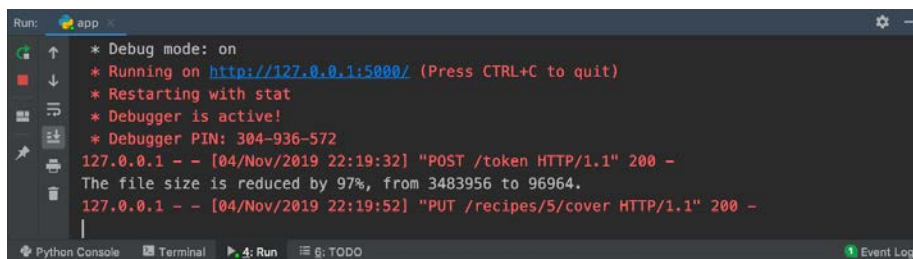 Run: app
* Debug mode: on
* Running on http://127.0.0.1:5000/ (Press CTRL+C to quit)
* Restarting with stat
* Debugger is active!
* Debugger PIN: 304-936-572
127.0.0.1 - - [04/Nov/2019 22:19:32] "POST /token HTTP/1.1" 200 -
The file size is reduced by 97%, from 3483956 to 96964.
127.0.0.1 - - [04/Nov/2019 22:19:52] "PUT /recipes/5/cover HTTP/1.1" 200 -
Python Console Terminal 4: Run 6: TODO 1 Event Log